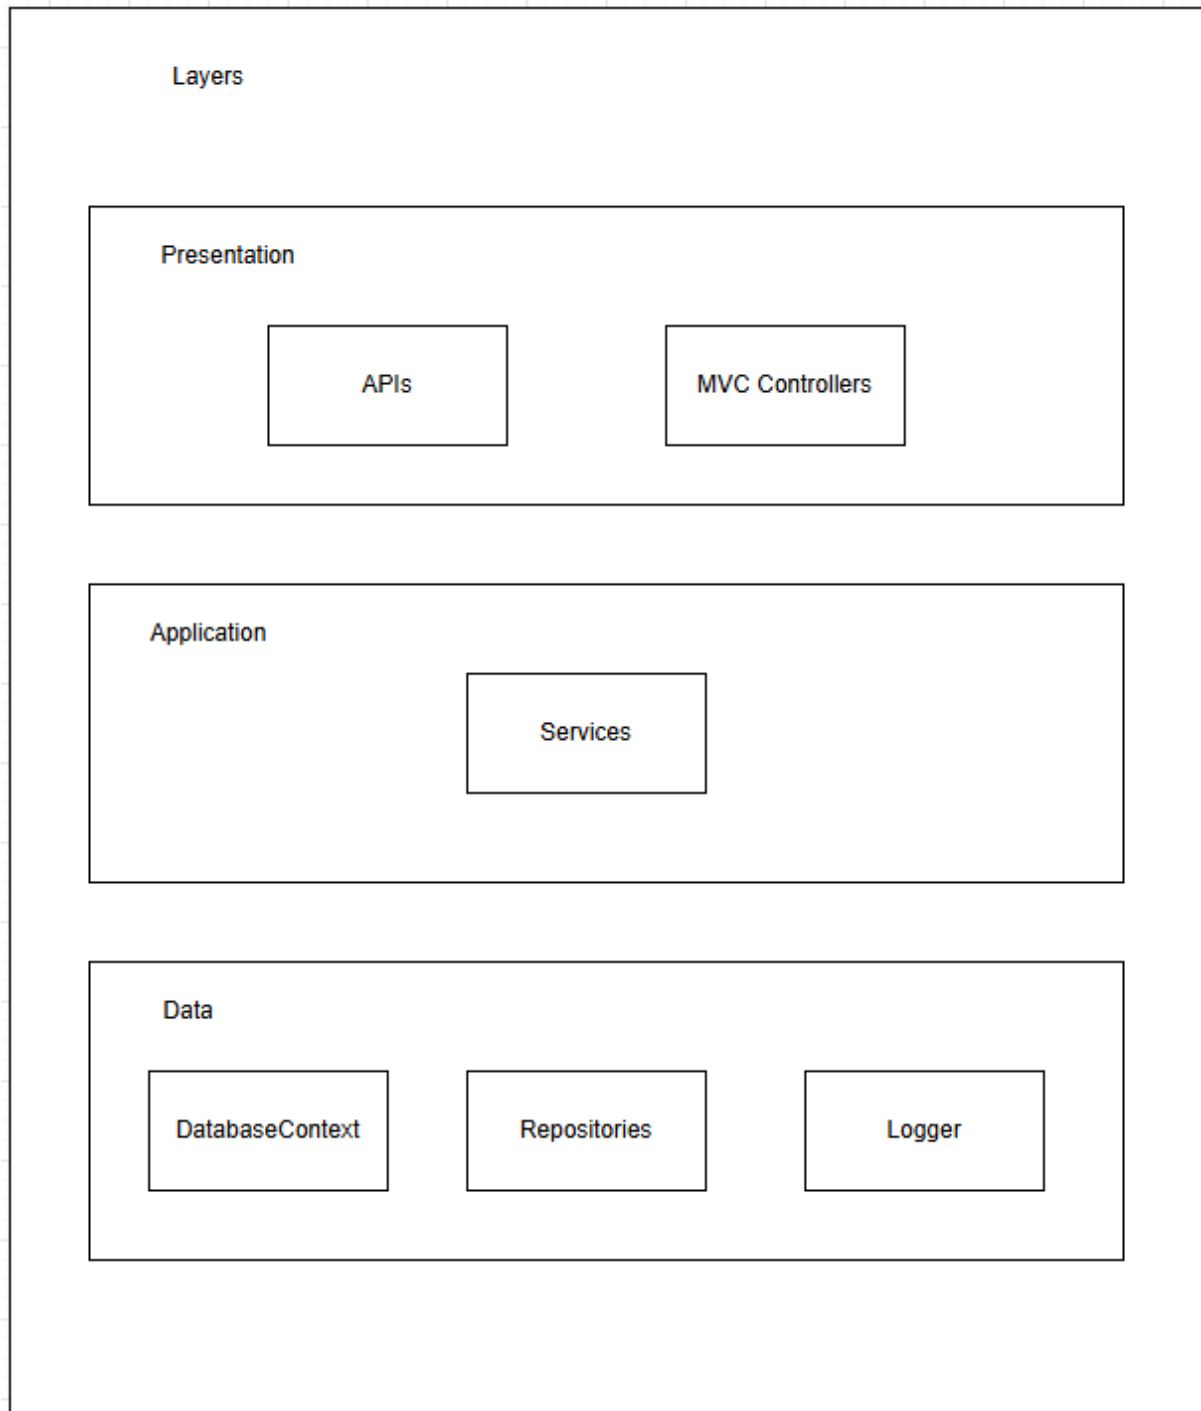 Layers
Presentation
APIs
MVC Controllers
Application
Services
Data
DatabaseContext
Repositories
Logger